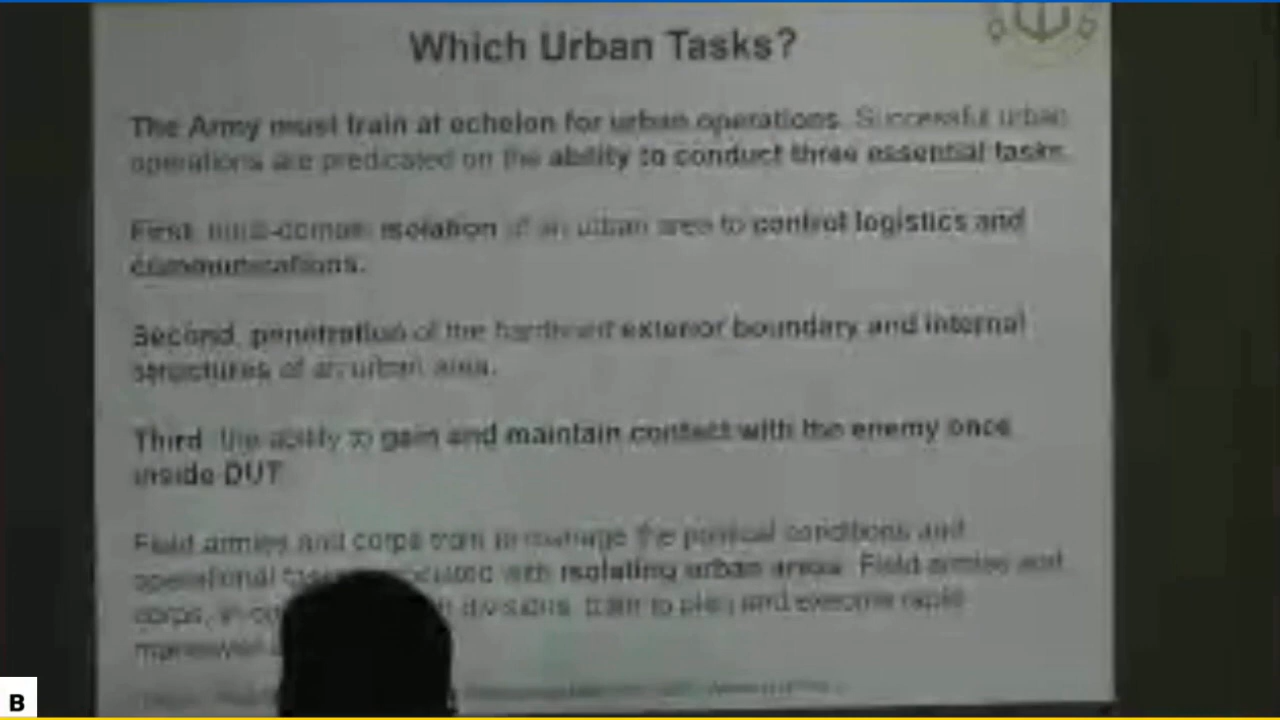 Which Urban Tasks?
The Army must train at echelon for urban operations. Successful urban
operations are predicated on the ability to conduct three essential tasks.
First, multi-domain isolation of an urban area to control logistics and
communications.
Second, penetration of the hardened exterior boundary and internal
structures of an urban area.
Third, the ability to gain and maintain contact with the enemy once
inside DUT
Field armies and corps train to manage the political conditions and
operational with isolating urban areas. Field armies and
corps, divisions, train to plan and execute rapid
B